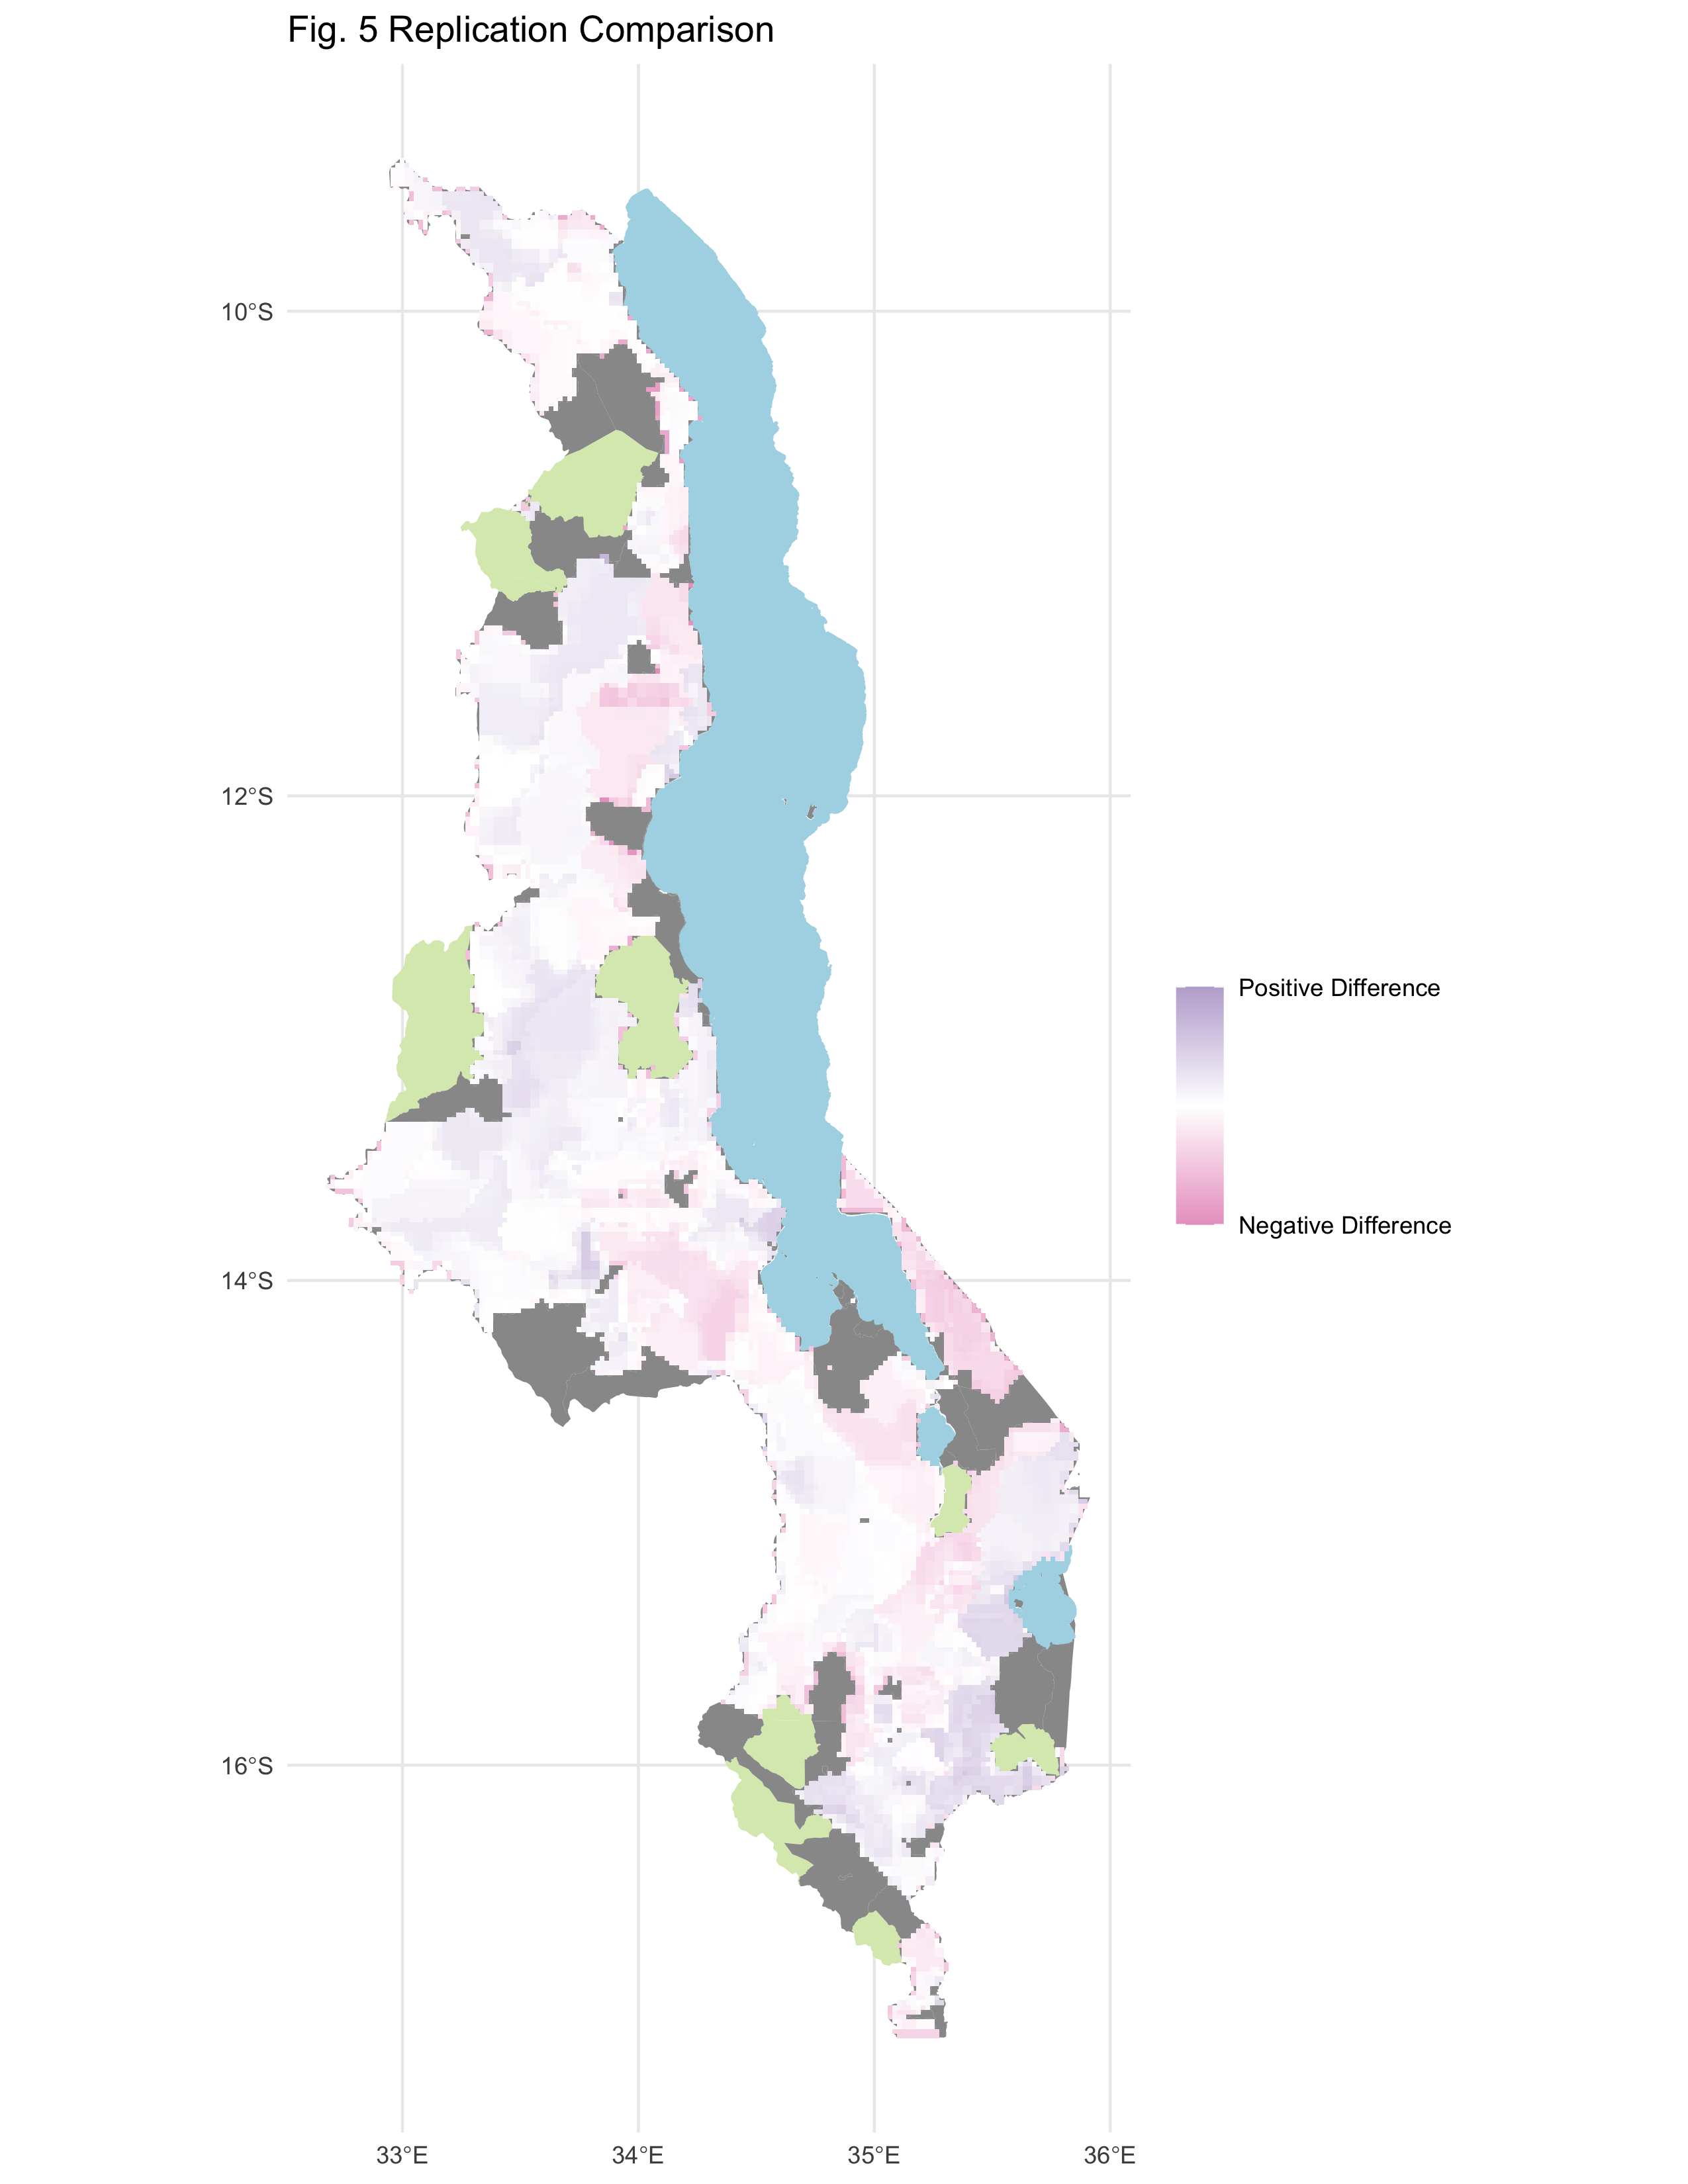 Fig. 5 Replication Comparison
10°S
12°S
14°S
16°S
33°E
34°E
35°E
36°E
Positive Difference
Negative Difference